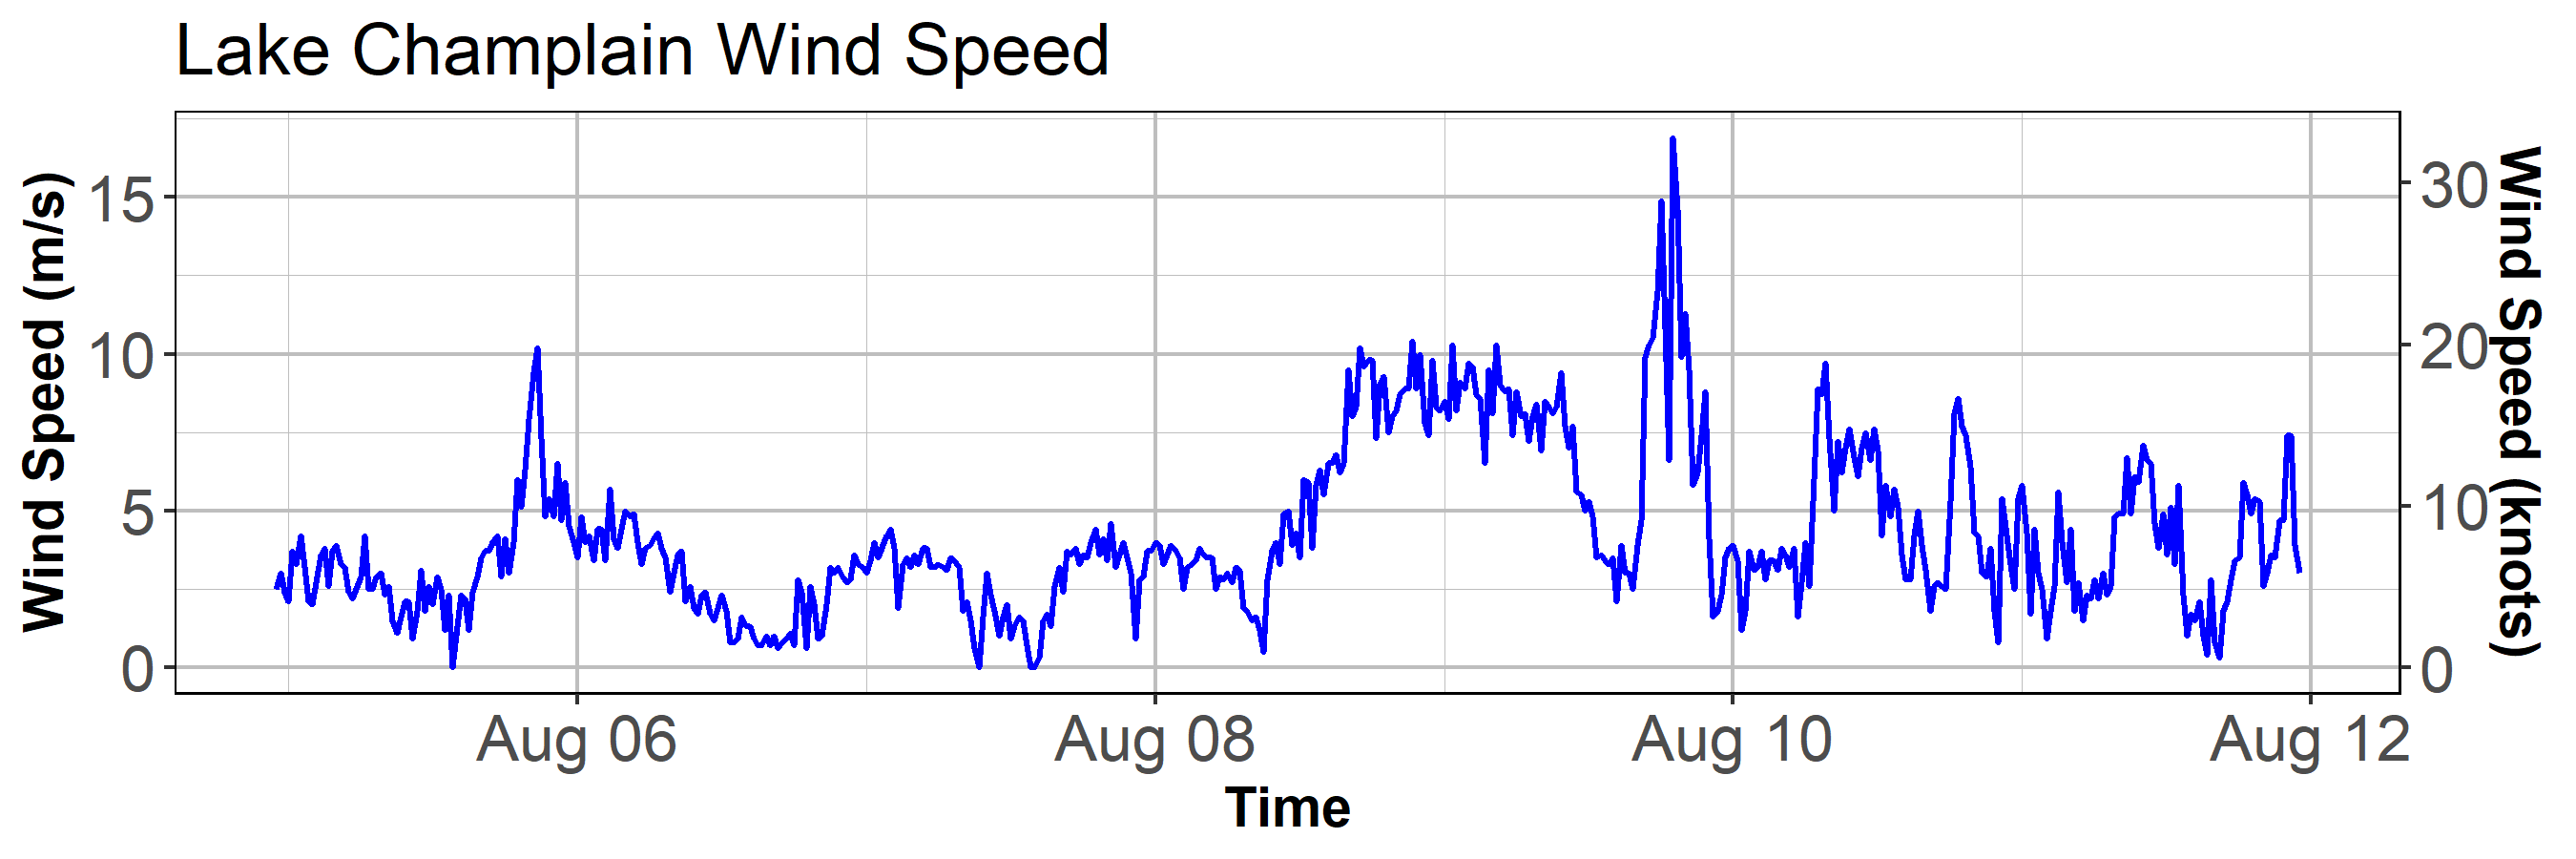 Lake Champlain Wind Speed
Wind Speed (m/s)
15
10
5
0
30
20
10
0
Wind Speed (knots)
Aug 06
Aug 08
Aug 10
Aug 12
Time